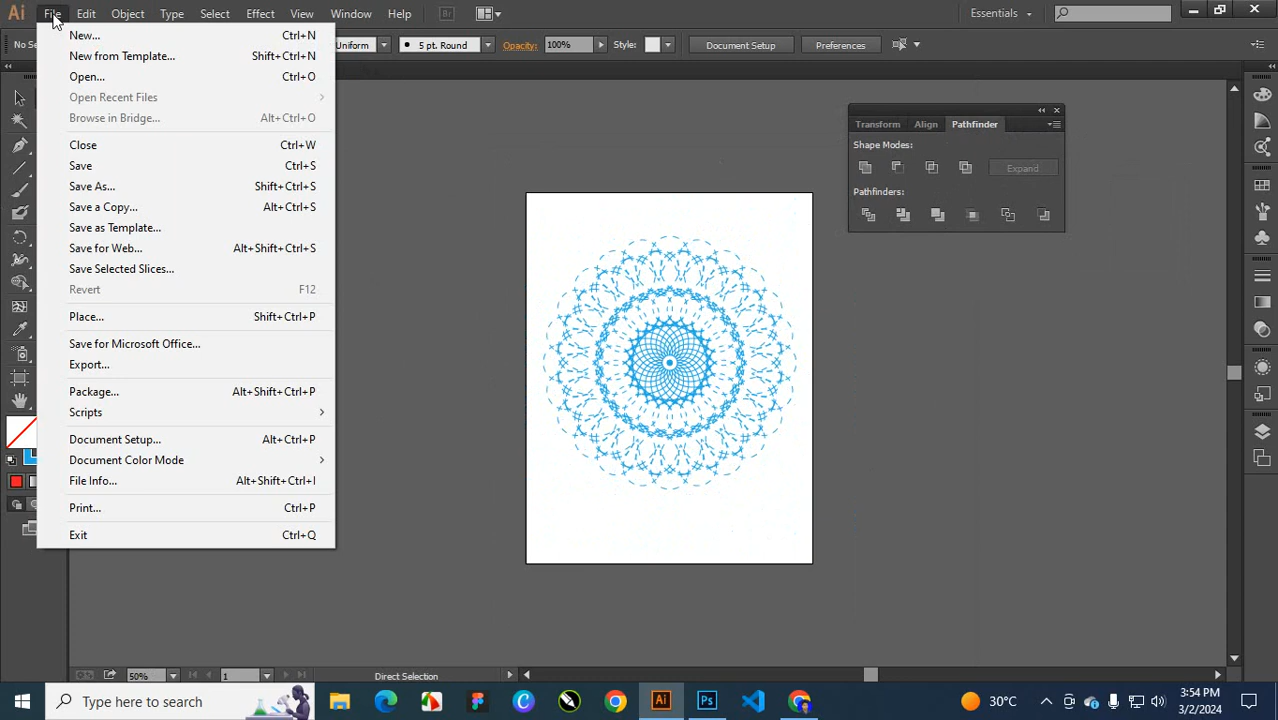 Ai File Edit Object Type Select Effect View Window Help Br Essentials
Uniform 5 pt. Round Opacity: 100% Style: Document Setup Preferences
New... Ctrl+N
New from Template... Shift+Ctrl+N
Open... Ctrl+O
Open Recent Files
Browse in Bridge... Alt+Ctrl+O
Close Ctrl+W
Save Ctrl+S
Save As... Shift+Ctrl+S
Save a Copy... Alt+Ctrl+S
Save as Template...
Save for Web... Alt+Shift+Ctrl+S
Save Selected Slices...
Revert F12
Place... Shift+Ctrl+P
Save for Microsoft Office...
Export...
Package... Alt+Shift+Ctrl+P
Scripts
Document Setup... Alt+Ctrl+P
Document Color Mode
File Info... Alt+Shift+Ctrl+I
Print... Ctrl+P
Exit Ctrl+Q
Transform Align Pathfinder
Shape Modes:
Expand
Pathfinders:
50% 1 Direct Selection
Type here to search Ai Ps 30°C 3:54 PM
3/2/2024